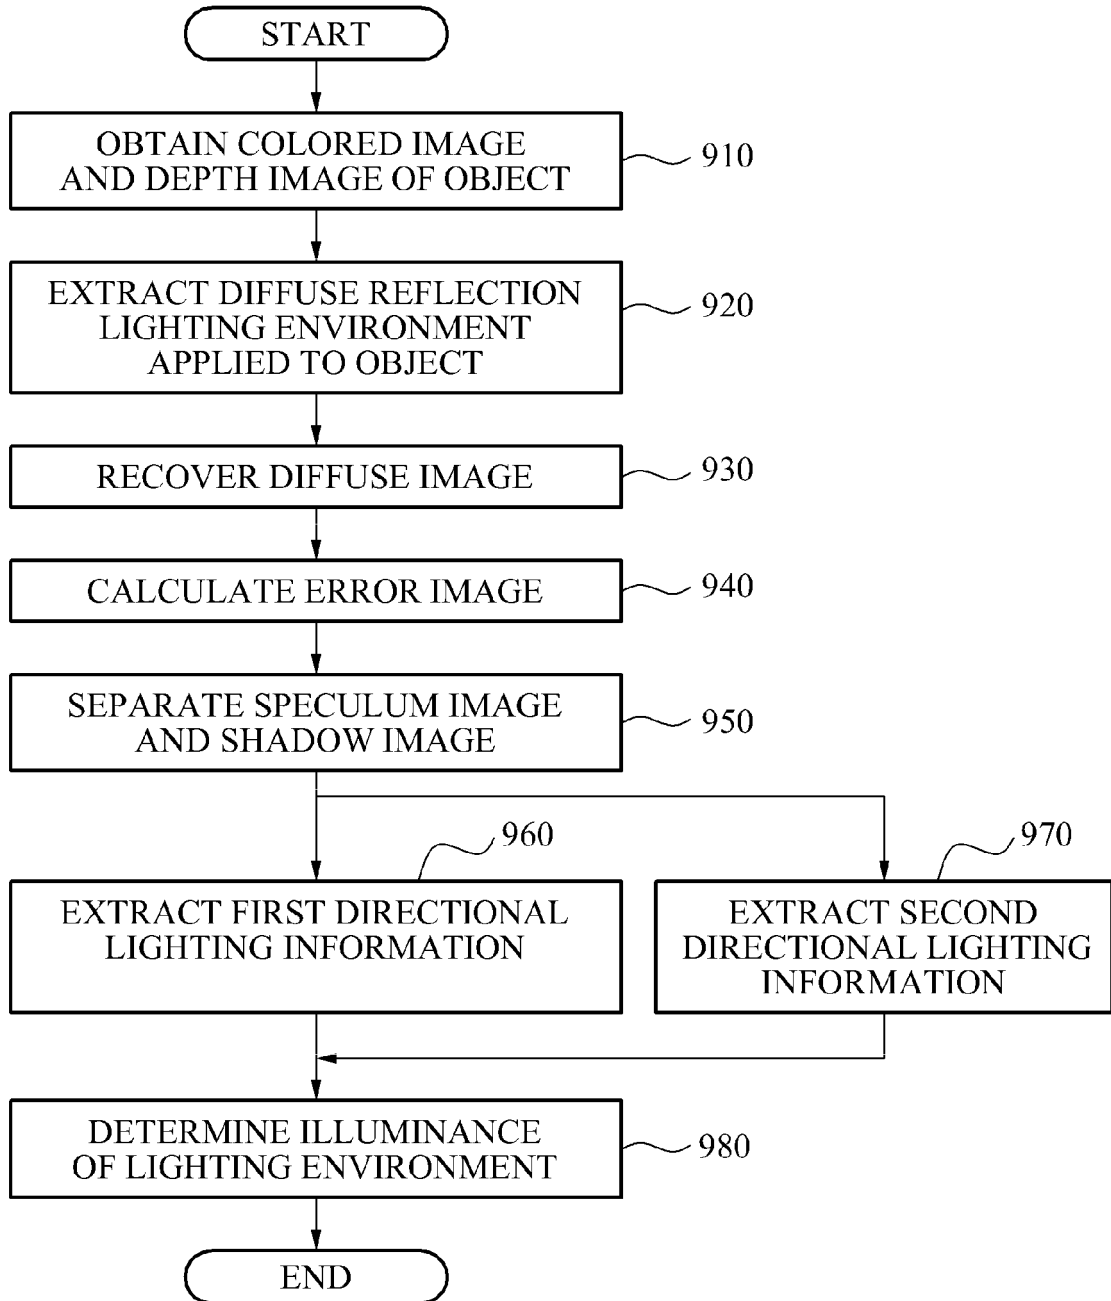 START
OBTAIN COLORED IMAGE
AND DEPTH IMAGE OF OBJECT
910
EXTRACT DIFFUSE REFLECTION
LIGHTING ENVIRONMENT
APPLIED TO OBJECT
920
RECOVER DIFFUSE IMAGE
930
CALCULATE ERROR IMAGE
940
SEPARATE SPECULUM IMAGE
AND SHADOW IMAGE
950
960
EXTRACT FIRST DIRECTIONAL
LIGHTING INFORMATION
970
EXTRACT SECOND
DIRECTIONAL LIGHTING
INFORMATION
DETERMINE ILLUMINANCE
OF LIGHTING ENVIRONMENT
980
END